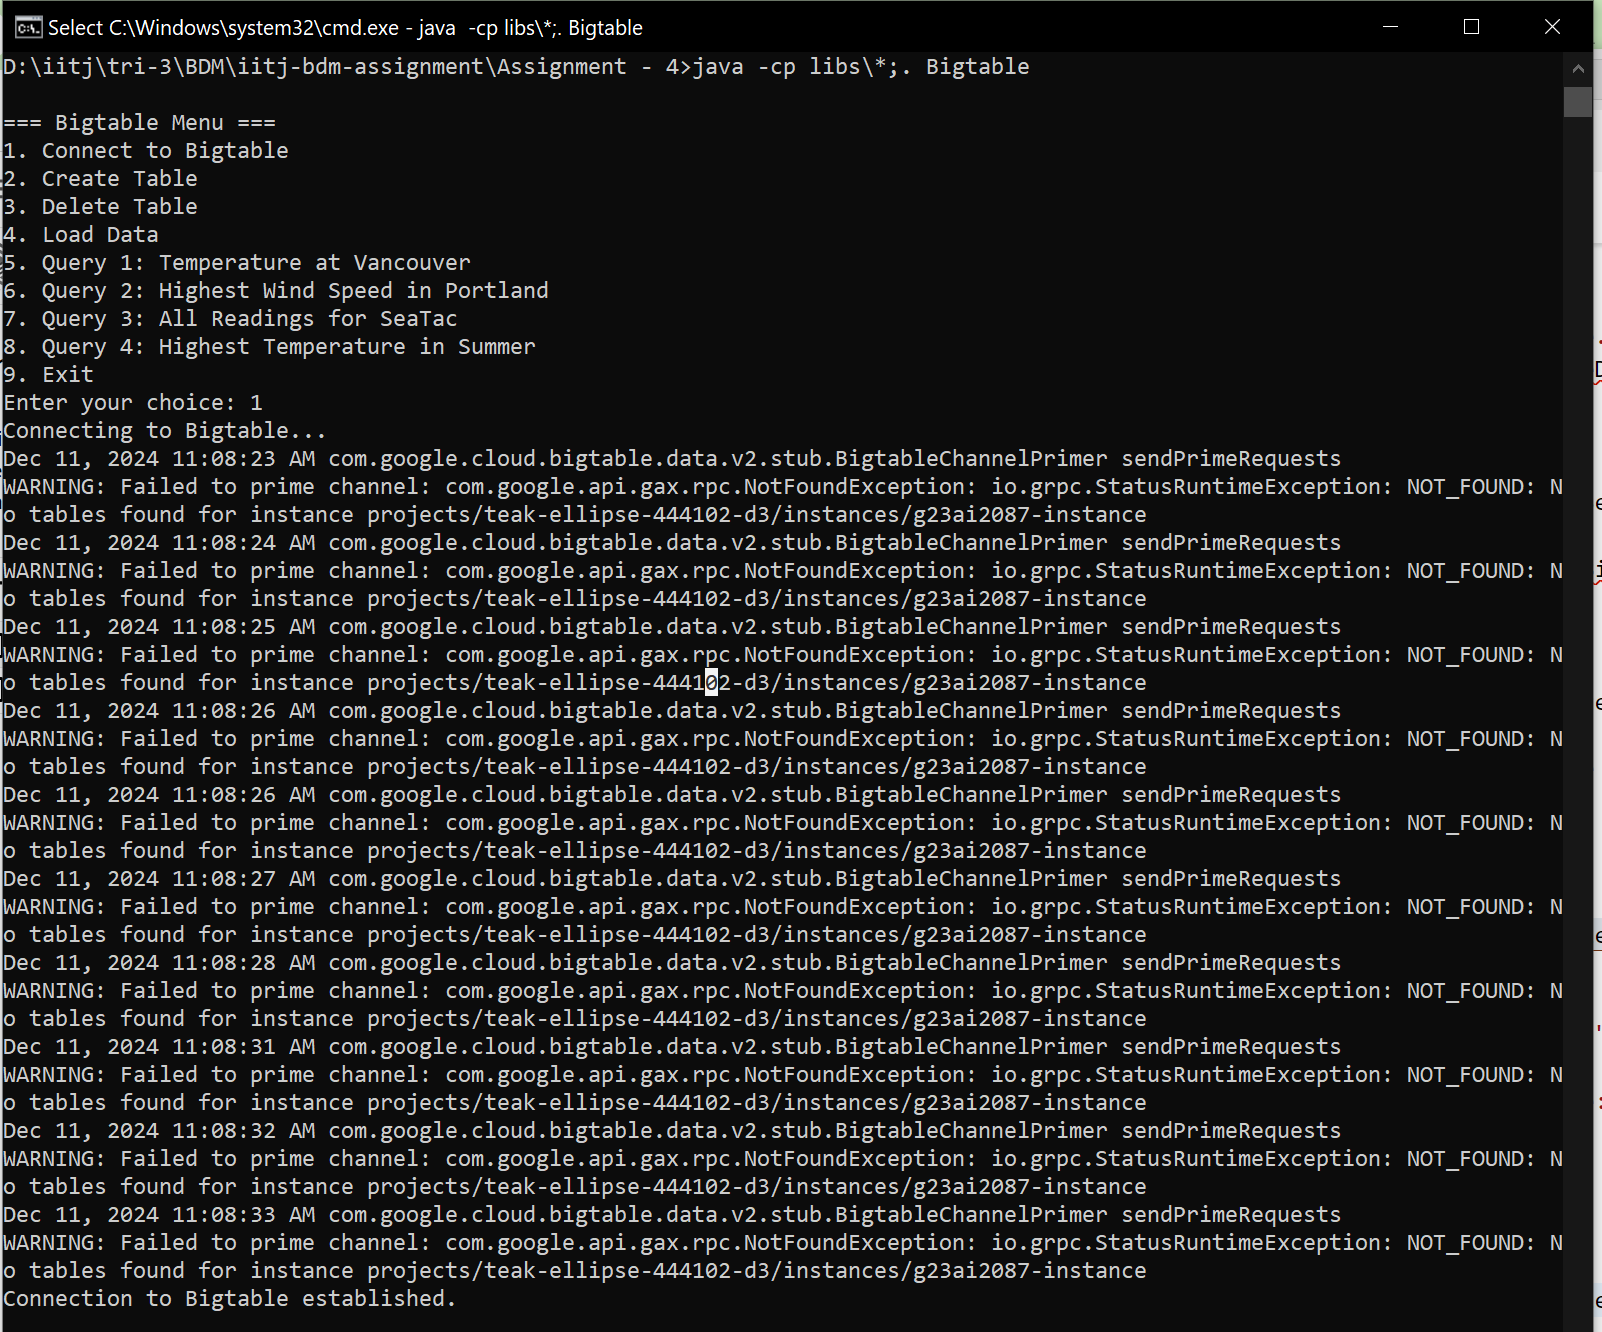 Select C:\Windows\system32\cmd.exe - java  -cp libs\*;. Bigtable
D:\iitj\tri-3\BDM\iitj-bdm-assignment\Assignment - 4>java -cp libs\*;. Bigtable
=== Bigtable Menu ===
1. Connect to Bigtable
2. Create Table
3. Delete Table
4. Load Data
5. Query 1: Temperature at Vancouver
6. Query 2: Highest Wind Speed in Portland
7. Query 3: All Readings for SeaTac
8. Query 4: Highest Temperature in Summer
9. Exit
Enter your choice: 1
Connecting to Bigtable...
Dec 11, 2024 11:08:23 AM com.google.cloud.bigtable.data.v2.stub.BigtableChannelPrimer sendPrimeRequests
WARNING: Failed to prime channel: com.google.api.gax.rpc.NotFoundException: io.grpc.StatusRuntimeException: NOT_FOUND: N
o tables found for instance projects/teak-ellipse-444102-d3/instances/g23ai2087-instance
Dec 11, 2024 11:08:24 AM com.google.cloud.bigtable.data.v2.stub.BigtableChannelPrimer sendPrimeRequests
WARNING: Failed to prime channel: com.google.api.gax.rpc.NotFoundException: io.grpc.StatusRuntimeException: NOT_FOUND: N
o tables found for instance projects/teak-ellipse-444102-d3/instances/g23ai2087-instance
Dec 11, 2024 11:08:25 AM com.google.cloud.bigtable.data.v2.stub.BigtableChannelPrimer sendPrimeRequests
WARNING: Failed to prime channel: com.google.api.gax.rpc.NotFoundException: io.grpc.StatusRuntimeException: NOT_FOUND: N
o tables found for instance projects/teak-ellipse-444102-d3/instances/g23ai2087-instance
Dec 11, 2024 11:08:26 AM com.google.cloud.bigtable.data.v2.stub.BigtableChannelPrimer sendPrimeRequests
WARNING: Failed to prime channel: com.google.api.gax.rpc.NotFoundException: io.grpc.StatusRuntimeException: NOT_FOUND: N
o tables found for instance projects/teak-ellipse-444102-d3/instances/g23ai2087-instance
Dec 11, 2024 11:08:26 AM com.google.cloud.bigtable.data.v2.stub.BigtableChannelPrimer sendPrimeRequests
WARNING: Failed to prime channel: com.google.api.gax.rpc.NotFoundException: io.grpc.StatusRuntimeException: NOT_FOUND: N
o tables found for instance projects/teak-ellipse-444102-d3/instances/g23ai2087-instance
Dec 11, 2024 11:08:27 AM com.google.cloud.bigtable.data.v2.stub.BigtableChannelPrimer sendPrimeRequests
WARNING: Failed to prime channel: com.google.api.gax.rpc.NotFoundException: io.grpc.StatusRuntimeException: NOT_FOUND: N
o tables found for instance projects/teak-ellipse-444102-d3/instances/g23ai2087-instance
Dec 11, 2024 11:08:28 AM com.google.cloud.bigtable.data.v2.stub.BigtableChannelPrimer sendPrimeRequests
WARNING: Failed to prime channel: com.google.api.gax.rpc.NotFoundException: io.grpc.StatusRuntimeException: NOT_FOUND: N
o tables found for instance projects/teak-ellipse-444102-d3/instances/g23ai2087-instance
Dec 11, 2024 11:08:31 AM com.google.cloud.bigtable.data.v2.stub.BigtableChannelPrimer sendPrimeRequests
WARNING: Failed to prime channel: com.google.api.gax.rpc.NotFoundException: io.grpc.StatusRuntimeException: NOT_FOUND: N
o tables found for instance projects/teak-ellipse-444102-d3/instances/g23ai2087-instance
Dec 11, 2024 11:08:32 AM com.google.cloud.bigtable.data.v2.stub.BigtableChannelPrimer sendPrimeRequests
WARNING: Failed to prime channel: com.google.api.gax.rpc.NotFoundException: io.grpc.StatusRuntimeException: NOT_FOUND: N
o tables found for instance projects/teak-ellipse-444102-d3/instances/g23ai2087-instance
Dec 11, 2024 11:08:33 AM com.google.cloud.bigtable.data.v2.stub.BigtableChannelPrimer sendPrimeRequests
WARNING: Failed to prime channel: com.google.api.gax.rpc.NotFoundException: io.grpc.StatusRuntimeException: NOT_FOUND: N
o tables found for instance projects/teak-ellipse-444102-d3/instances/g23ai2087-instance
Connection to Bigtable established.